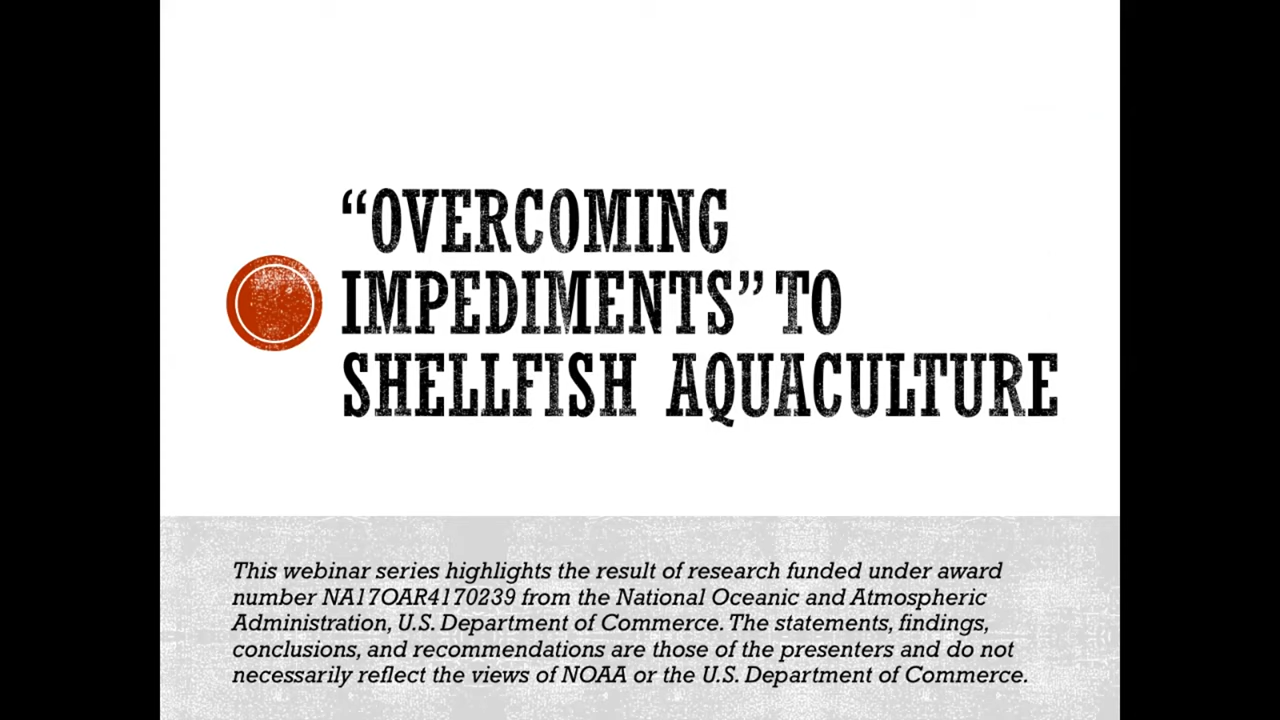 “OVERCOMING
IMPEDIMENTS” TO
SHELLFISH AQUACULTURE
This webinar series highlights the result of research funded under award
number NA17OAR4170239 from the National Oceanic and Atmospheric
Administration, U.S. Department of Commerce. The statements, findings,
conclusions, and recommendations are those of the presenters and do not
necessarily reflect the views of NOAA or the U.S. Department of Commerce.